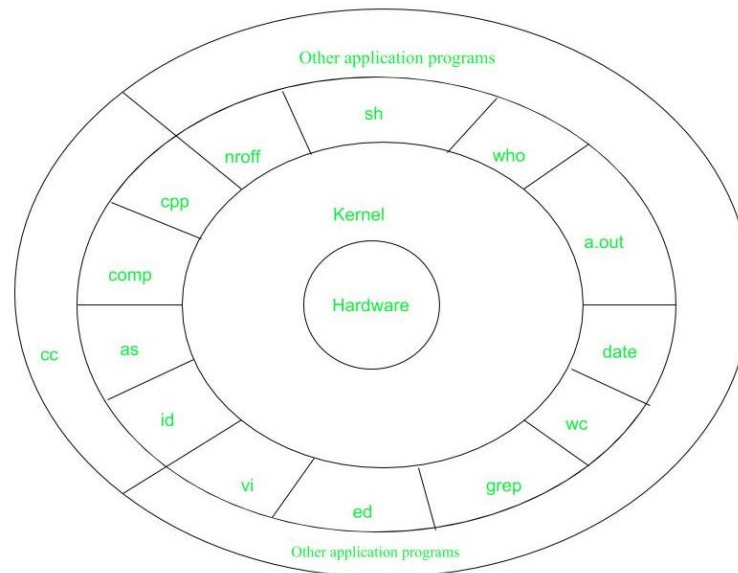 Other application programs
sh
nroff
who
cpp
Kernel
a.out
comp
Hardware
as
cc
date
id
wc
vi
grep
ed
Other application programs